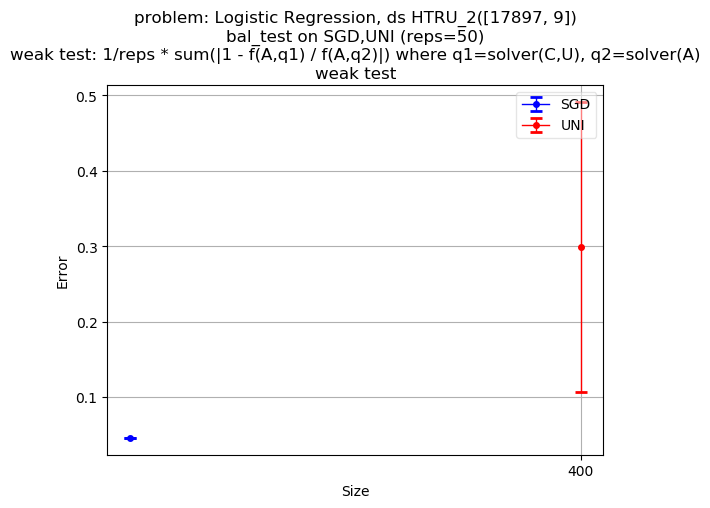 problem: Logistic Regression, ds HTRU_2([17897, 9])
bal_test on SGD,UNI (reps=50)
weak test: 1/reps * sum(|1 - f(A,q1) / f(A,q2)|) where q1=solver(C,U), q2=solver(A)
weak test
SGD
UNI
0.5
0.4
0.3
0.2
0.1
Error
400
Size